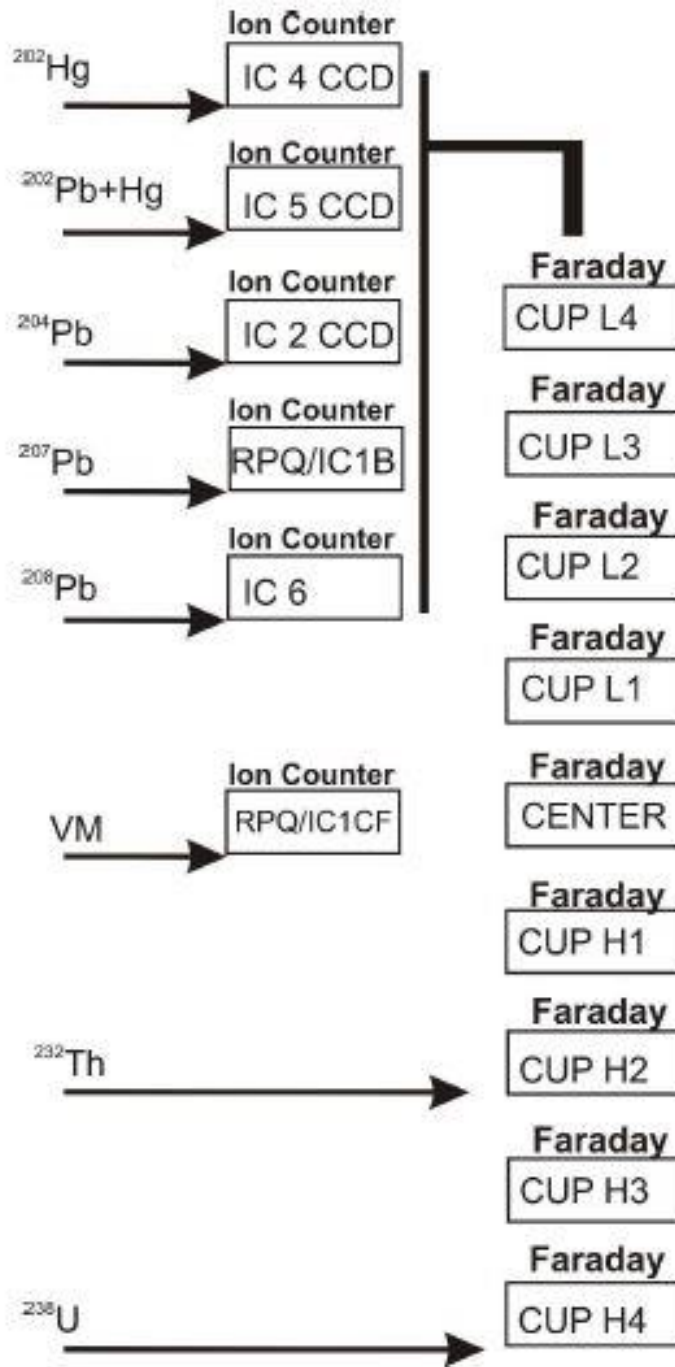 Ion Counter
²⁰²Hg
IC 4 CCD
Ion Counter
²⁰²Pb+Hg
IC 5 CCD
Ion Counter
²⁰⁴Pb
IC 2 CCD
Ion Counter
²⁰⁷Pb
RPQ/IC1B
Ion Counter
²⁰⁸Pb
IC 6
Ion Counter
VM
RPQ/IC1CF
²³²Th
²³⁸U
Faraday
CUP L4
Faraday
CUP L3
Faraday
CUP L2
Faraday
CUP L1
Faraday
CENTER
Faraday
CUP H1
Faraday
CUP H2
Faraday
CUP H3
Faraday
CUP H4